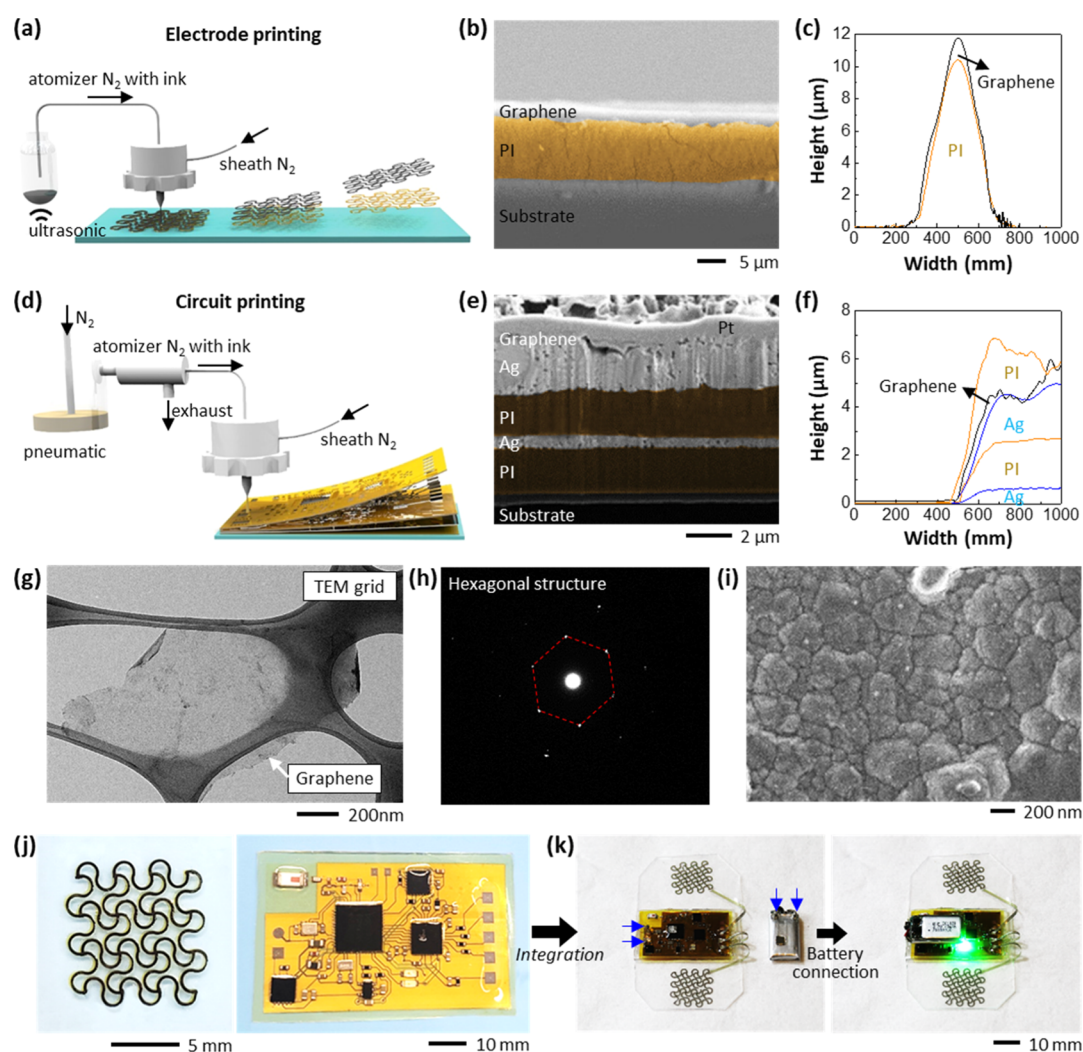 (a)
Electrode printing
atomizer N₂ with ink
sheath N₂
ultrasonic
(b)
Graphene
PI
Substrate
5 μm
(c)
Height (μm)
12
10
8
6
4
2
0
Graphene
PI
0 200 400 600 800 1000
Width (mm)
(d)
Circuit printing
N₂
atomizer N₂ with ink
exhaust
pneumatic
sheath N₂
(e)
Pt
Graphene
Ag
PI
Ag
PI
Substrate
2 μm
(f)
Height (μm)
8
6
4
2
0
PI
Graphene
Ag
PI
Ag
0 200 400 600 800 1000
Width (mm)
(g)
TEM grid
Graphene
200nm
(h)
Hexagonal structure
(i)
200 nm
(j)
5 mm
10 mm
Integration
(k)
Battery
connection
10 mm